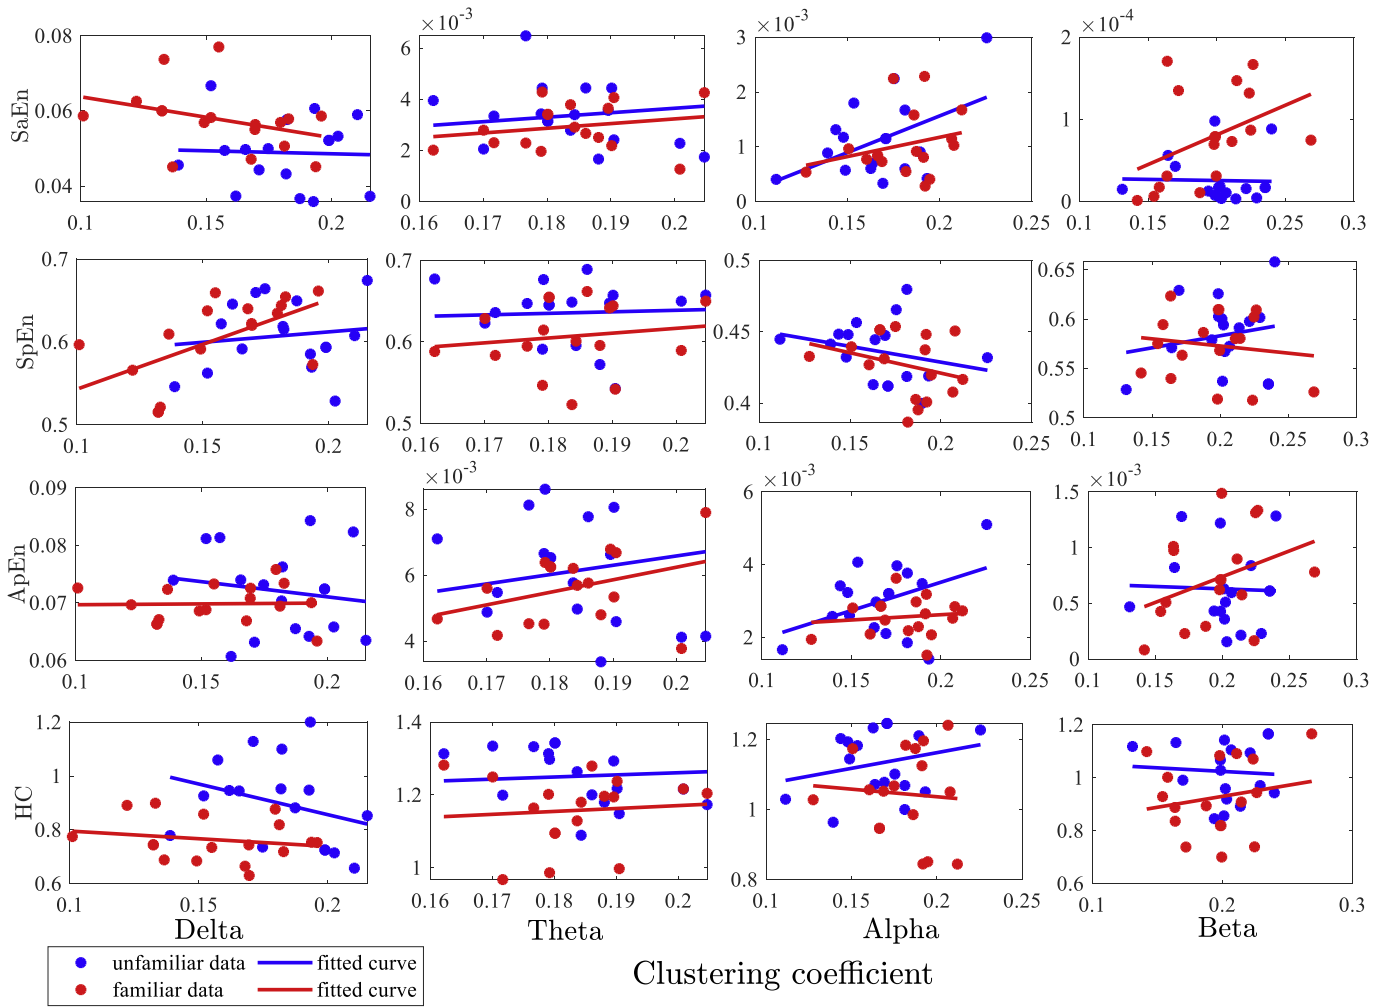 ×10⁻³ ×10⁻³ ×10⁻⁴
SaEn
0.08 6 3 2
0.06 4 2 1
0.04 2 1
0 0 0
0.1 0.15 0.2 0.16 0.17 0.18 0.19 0.2 0.1 0.15 0.2 0.25 0.1 0.2 0.3
SpEn
0.7 0.7 0.5 0.65
0.6 0.6 0.45 0.6
0.55
0.5 0.5 0.4 0.5
0.1 0.15 0.2 0.16 0.17 0.18 0.19 0.2 0.1 0.15 0.2 0.25 0.1 0.15 0.2 0.25 0.3
×10⁻³ ×10⁻³ ×10⁻³
ApEn
0.09 8 6 1.5
0.08 6 4 1
0.07 4 2 0.5
0.06 0
0.1 0.15 0.2 0.16 0.17 0.18 0.19 0.2 0.1 0.15 0.2 0.25 0.1 0.15 0.2 0.25 0.3
HC
1.2 1.4 1.2 1.2
1 1.2 1 1
0.8 1 0.8 0.8
0.6 0.6
0.1 0.15 0.2 0.16 0.17 0.18 0.19 0.2 0.1 0.15 0.2 0.25 0.1 0.2 0.3
Delta Theta Alpha Beta
unfamiliar data fitted curve
familiar data fitted curve
Clustering coefficient